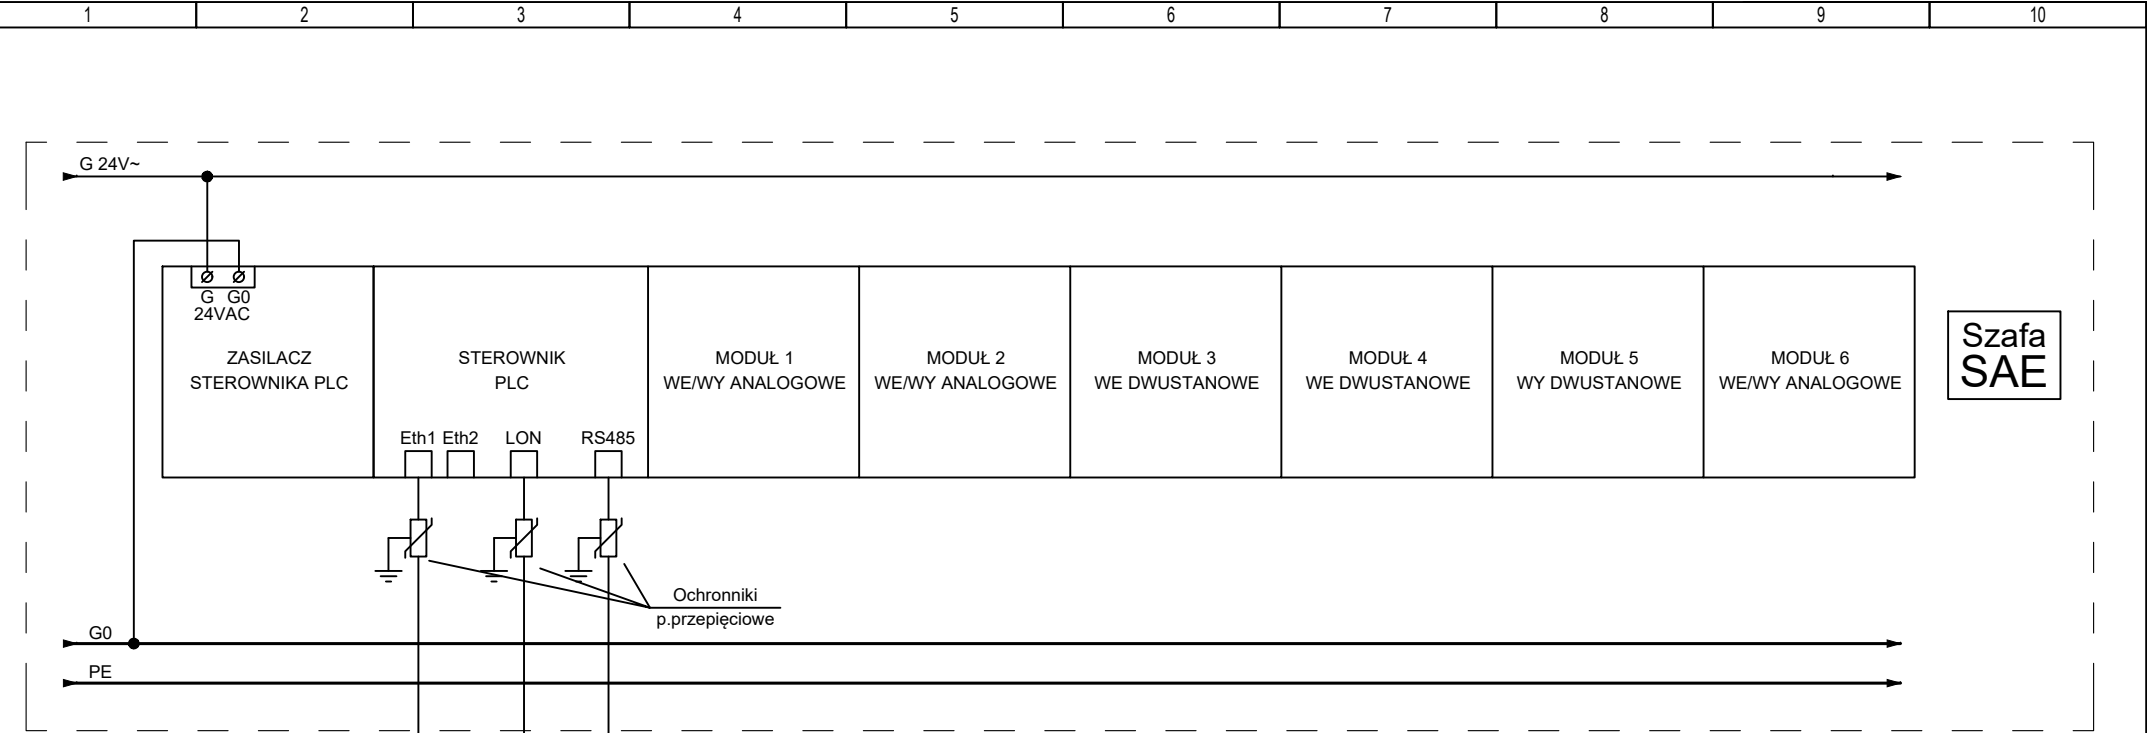 1 2 3 4 5 6 7 8 9 10
G 24V~
G G0
24VAC
ZASILACZ
STEROWNIKA PLC
STEROWNIK
PLC
Eth1 Eth2 LON RS485
MODUŁ 1
WE/WY ANALOGOWE
MODUŁ 2
WE/WY ANALOGOWE
MODUŁ 3
WE DWUSTANOWE
MODUŁ 4
WE DWUSTANOWE
MODUŁ 5
WY DWUSTANOWE
MODUŁ 6
WE/WY ANALOGOWE
Szafa
SAE
Ochronniki
p.przepięciowe
G0
PE